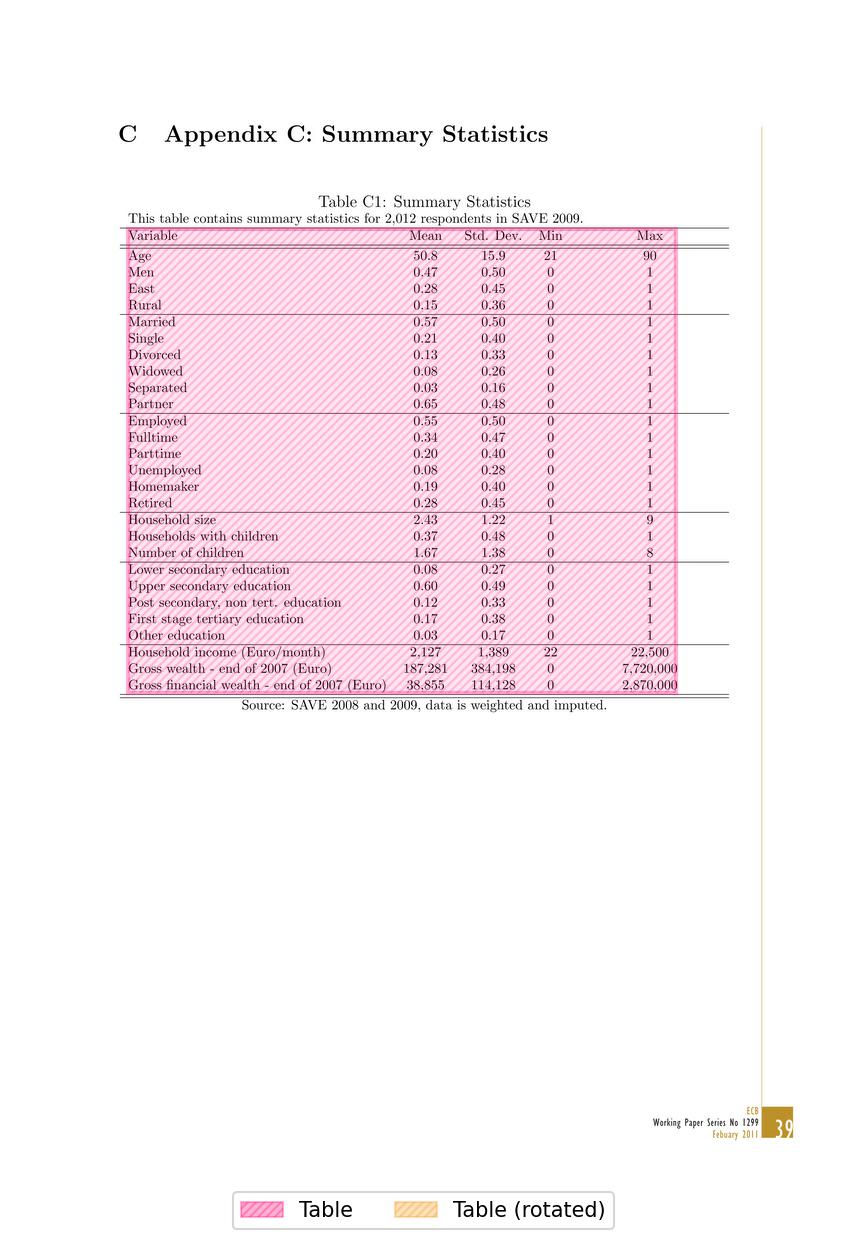 C Appendix C: Summary Statistics
Table C1: Summary Statistics
This table contains summary statistics for 2,012 respondents in SAVE 2009.
Variable Mean Std. Dev. Min Max
Age 50.8 15.9 21 90
Men 0.47 0.50 0 1
East 0.28 0.45 0 1
Rural 0.15 0.36 0 1
Married 0.57 0.50 0 1
Single 0.21 0.40 0 1
Divorced 0.13 0.33 0 1
Widowed 0.08 0.26 0 1
Separated 0.03 0.16 0 1
Partner 0.65 0.48 0 1
Employed 0.55 0.50 0 1
Fulltime 0.34 0.47 0 1
Parttime 0.20 0.40 0 1
Unemployed 0.08 0.28 0 1
Homemaker 0.19 0.40 0 1
Retired 0.28 0.45 0 1
Household size 2.43 1.22 1 9
Households with children 0.37 0.48 0 1
Number of children 1.67 1.38 0 8
Lower secondary education 0.08 0.27 0 1
Upper secondary education 0.60 0.49 0 1
Post secondary, non tert. education 0.12 0.33 0 1
First stage tertiary education 0.17 0.38 0 1
Other education 0.03 0.17 0 1
Household income (Euro/month) 2,127 1,389 22 22,500
Gross wealth - end of 2007 (Euro) 187,281 384,198 0 7,720,000
Gross financial wealth - end of 2007 (Euro) 38,855 114,128 0 2,870,000
Source: SAVE 2008 and 2009, data is weighted and imputed.
ECB
Working Paper Series No 1299
Febuary 2011
39
Table Table (rotated)